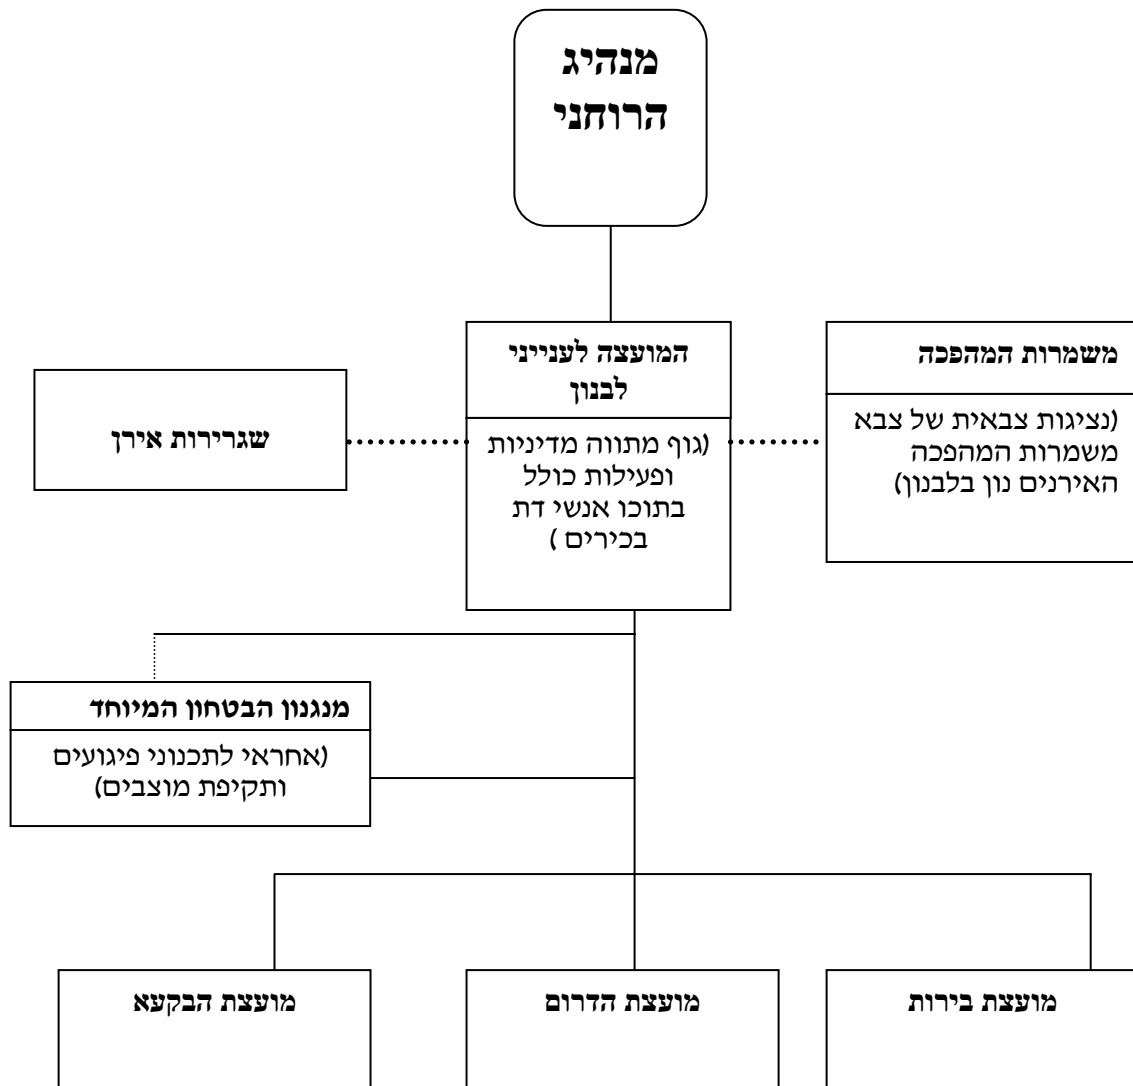 מנהיג
הרוחני
המועצה לענייני
לבנון
(גוף מתווה מדיניות
ופעילות כולל
בתוכו אנשי דת
בכירים )
משמרות המהפכה
(נציגות צבאית של צבא
משמרות המהפכה
האירנים נון בלבנון)
שגרירות אירן
מנגנון הבטחון המיוחד
(אחראי לתכנוני פיגועים
ותקיפת מוצבים)
מועצת בירות
מועצת הדרום
מועצת הבקעא